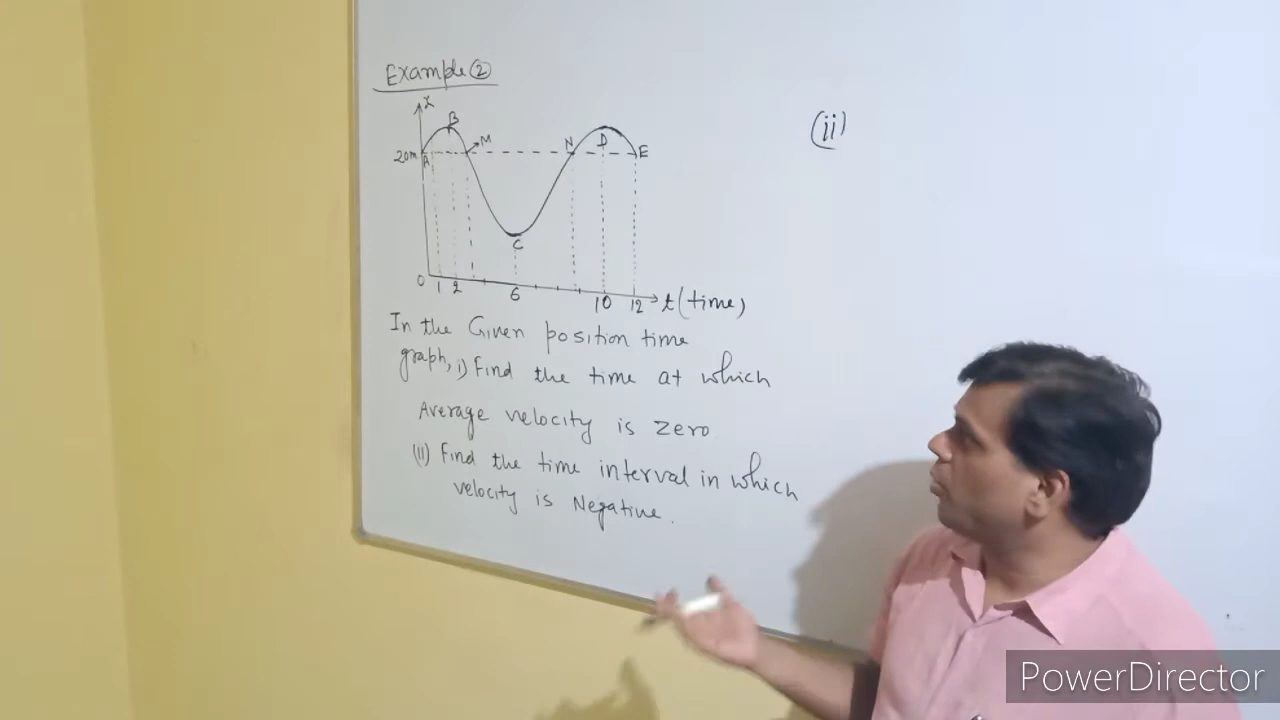 Example ②
x
B
M
N
D
20m
A
E
C
0 1 2 6 10 12 t(time)
(ii)
In the Given position time
graph, i) Find the time at which
Average velocity is zero
(II) Find the time interval in which
velocity is Negative.
PowerDirector